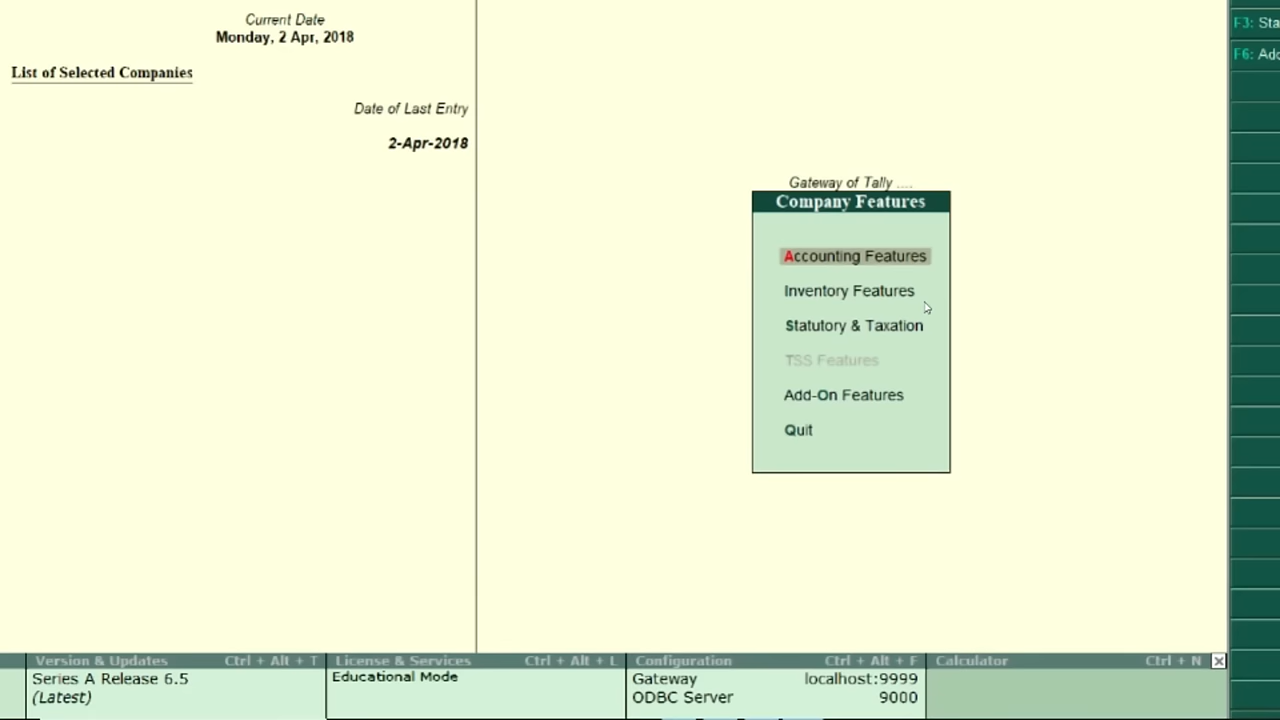 Current Date
Monday, 2 Apr, 2018
List of Selected Companies
Date of Last Entry
2-Apr-2018
Gateway of Tally ....
Company Features
Accounting Features
Inventory Features
Statutory & Taxation
TSS Features
Add-On Features
Quit
F3: Sta
F6: Add
Version & Updates Ctrl + Alt + T
Series A Release 6.5
(Latest)
License & Services Ctrl + Alt + L
Educational Mode
Configuration Ctrl + Alt + F
Gateway localhost:9999
ODBC Server 9000
Calculator Ctrl + N